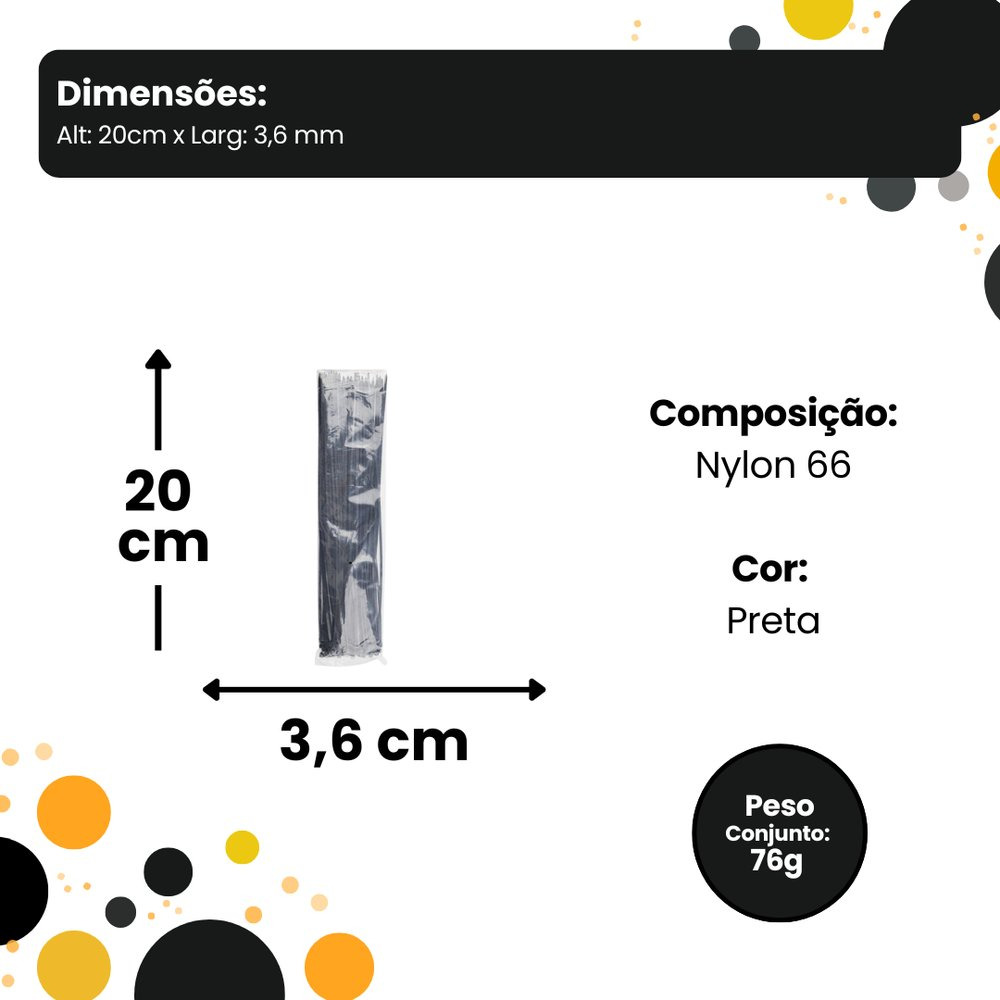 Dimensões:
Alt: 20cm x Larg: 3,6 mm
20
cm
3,6 cm
Composição:
Nylon 66
Cor:
Preta
Peso
Conjunto:
76g